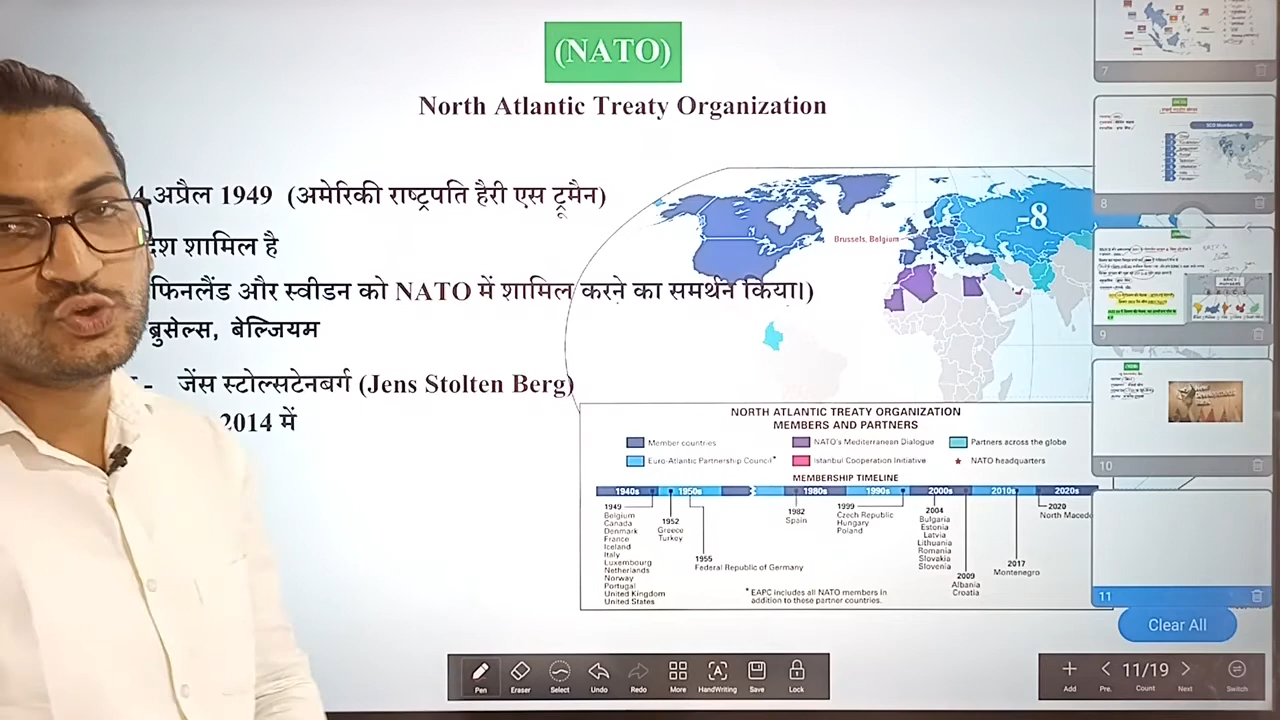 (NATO)
North Atlantic Treaty Organization
अप्रैल 1949 (अमेरिकी राष्ट्रपति हैरी एस ट्रूमैन)
शामिल है
फिनलैंड और स्वीडन को NATO में शामिल करने का समर्थन किया।)
ब्रुसेल्स, बेल्जियम
- जेंस स्टोल्सटेनबर्ग (Jens Stolten Berg)
2014 में
-8
Brussels, Belgium
NORTH ATLANTIC TREATY ORGANIZATION
MEMBERS AND PARTNERS
Member countries
NATO's Mediterranean Dialogue
Partners across the globe
Euro-Atlantic Partnership Council*
Istanbul Cooperation Initiative
NATO headquarters
MEMBERSHIP TIMELINE
1940s 1950s 1980s 1990s 2000s 2010s 2020s
1949
Belgium
Canada
Denmark
France
Iceland
Italy
Luxembourg
Netherlands
Norway
Portugal
United Kingdom
United States
1952
Greece
Turkey
1955
Federal Republic of Germany
1982
Spain
1999
Czech Republic
Hungary
Poland
2004
Bulgaria
Estonia
Latvia
Lithuania
Romania
Slovakia
Slovenia
2009
Albania
Croatia
2017
Montenegro
2020
North Macedo
* EAPC includes all NATO members in
addition to these partner countries.
7
8
9
10
11
Clear All
Pen Eraser Select Undo Redo More HandWriting Save Lock
Add Pre. 11/19 Count Next Switch